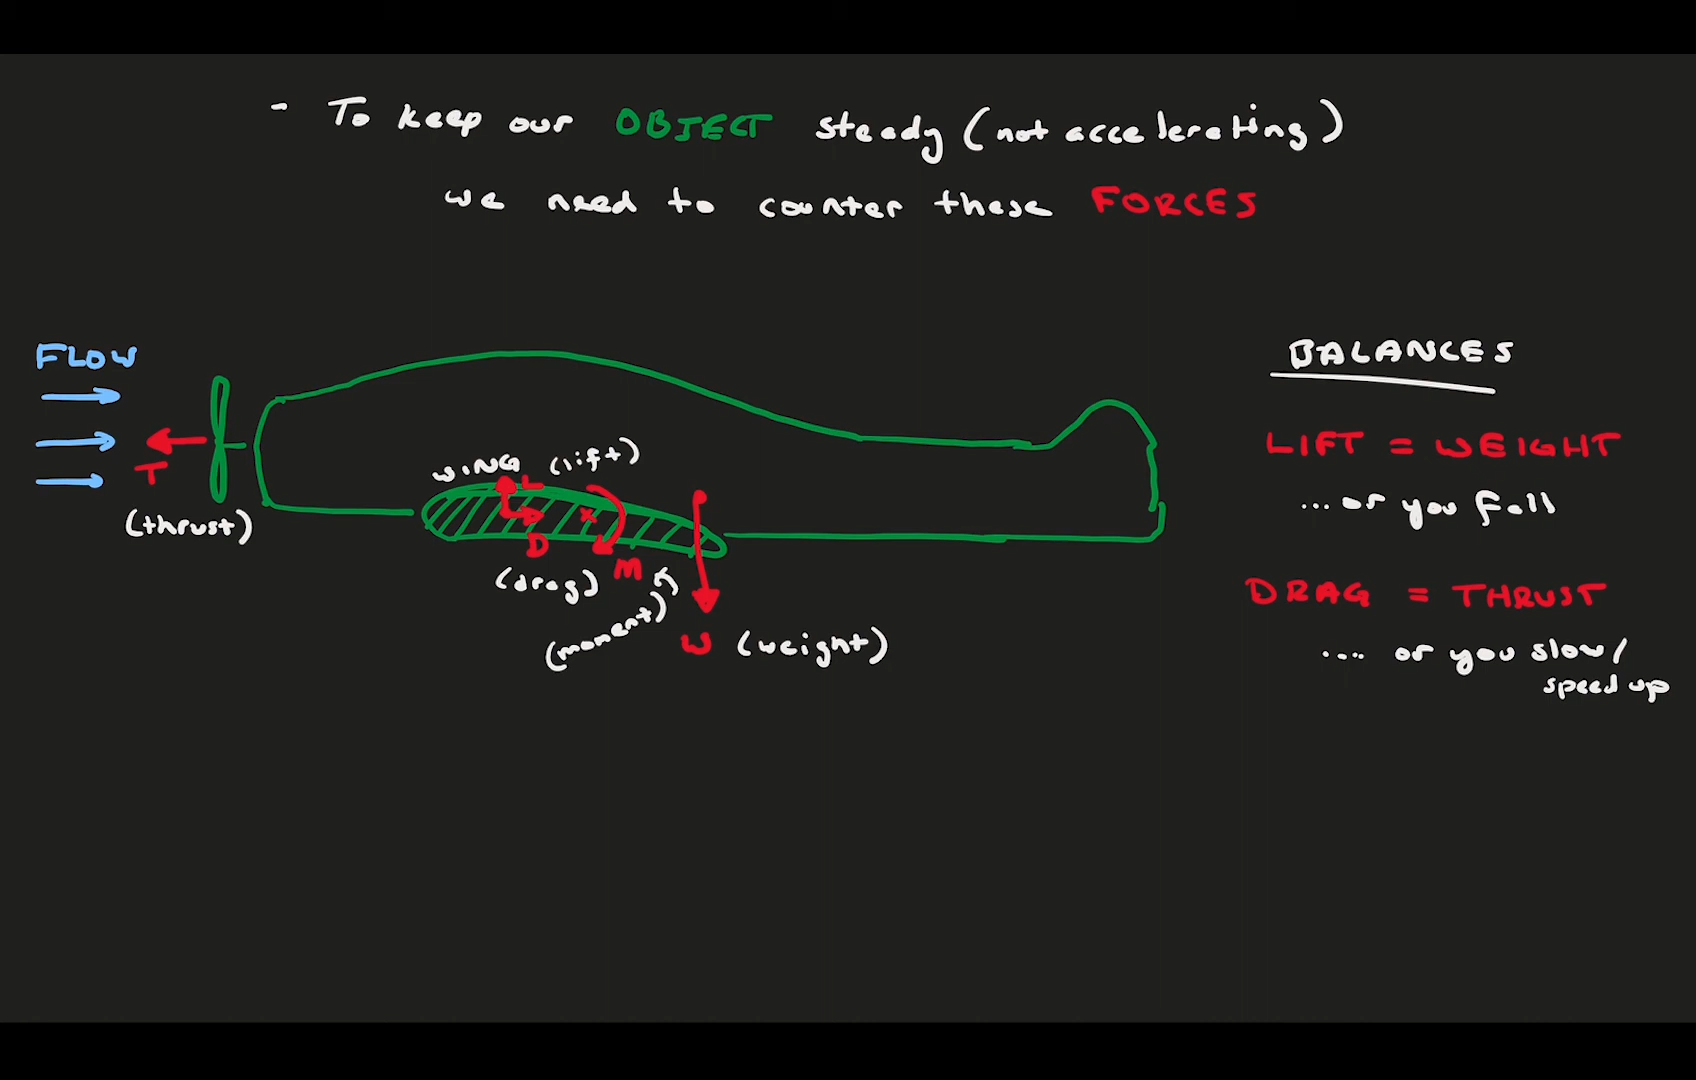 - To keep our OBJECT steady (not accelerating)
we need to counter these FORCES
FLOW
T
(thrust)
WING (lift)
L
x
D
(drag)
M
(moment)
W (weight)
BALANCES
LIFT = WEIGHT
... or you fall
DRAG = THRUST
.... or you slow/
speed up